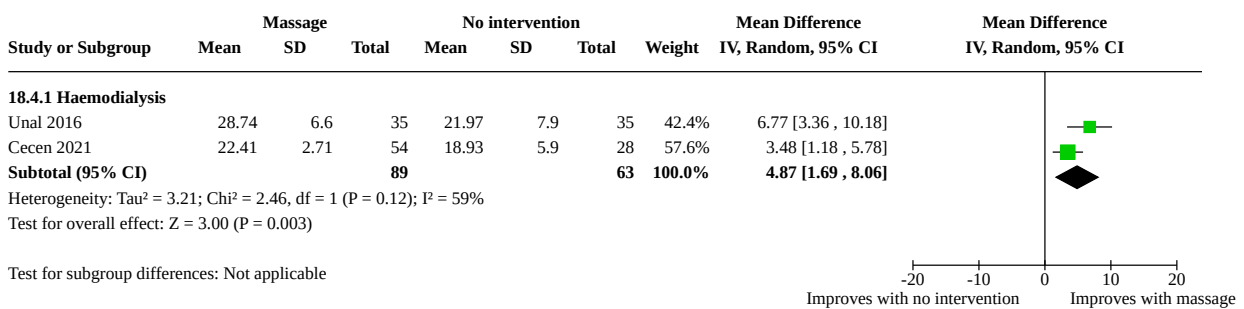 Massage No intervention Mean Difference Mean Difference
Study or Subgroup Mean SD Total Mean SD Total Weight IV, Random, 95% CI IV, Random, 95% CI
18.4.1 Haemodialysis
Unal 2016 28.74 6.6 35 21.97 7.9 35 42.4% 6.77 [3.36 , 10.18]
Cecen 2021 22.41 2.71 54 18.93 5.9 28 57.6% 3.48 [1.18 , 5.78]
Subtotal (95% CI) 89 63 100.0% 4.87 [1.69 , 8.06]
Heterogeneity: Tau² = 3.21; Chi² = 2.46, df = 1 (P = 0.12); I² = 59%
Test for overall effect: Z = 3.00 (P = 0.003)
Test for subgroup differences: Not applicable
-20 -10 0 10 20
Improves with no intervention Improves with massage